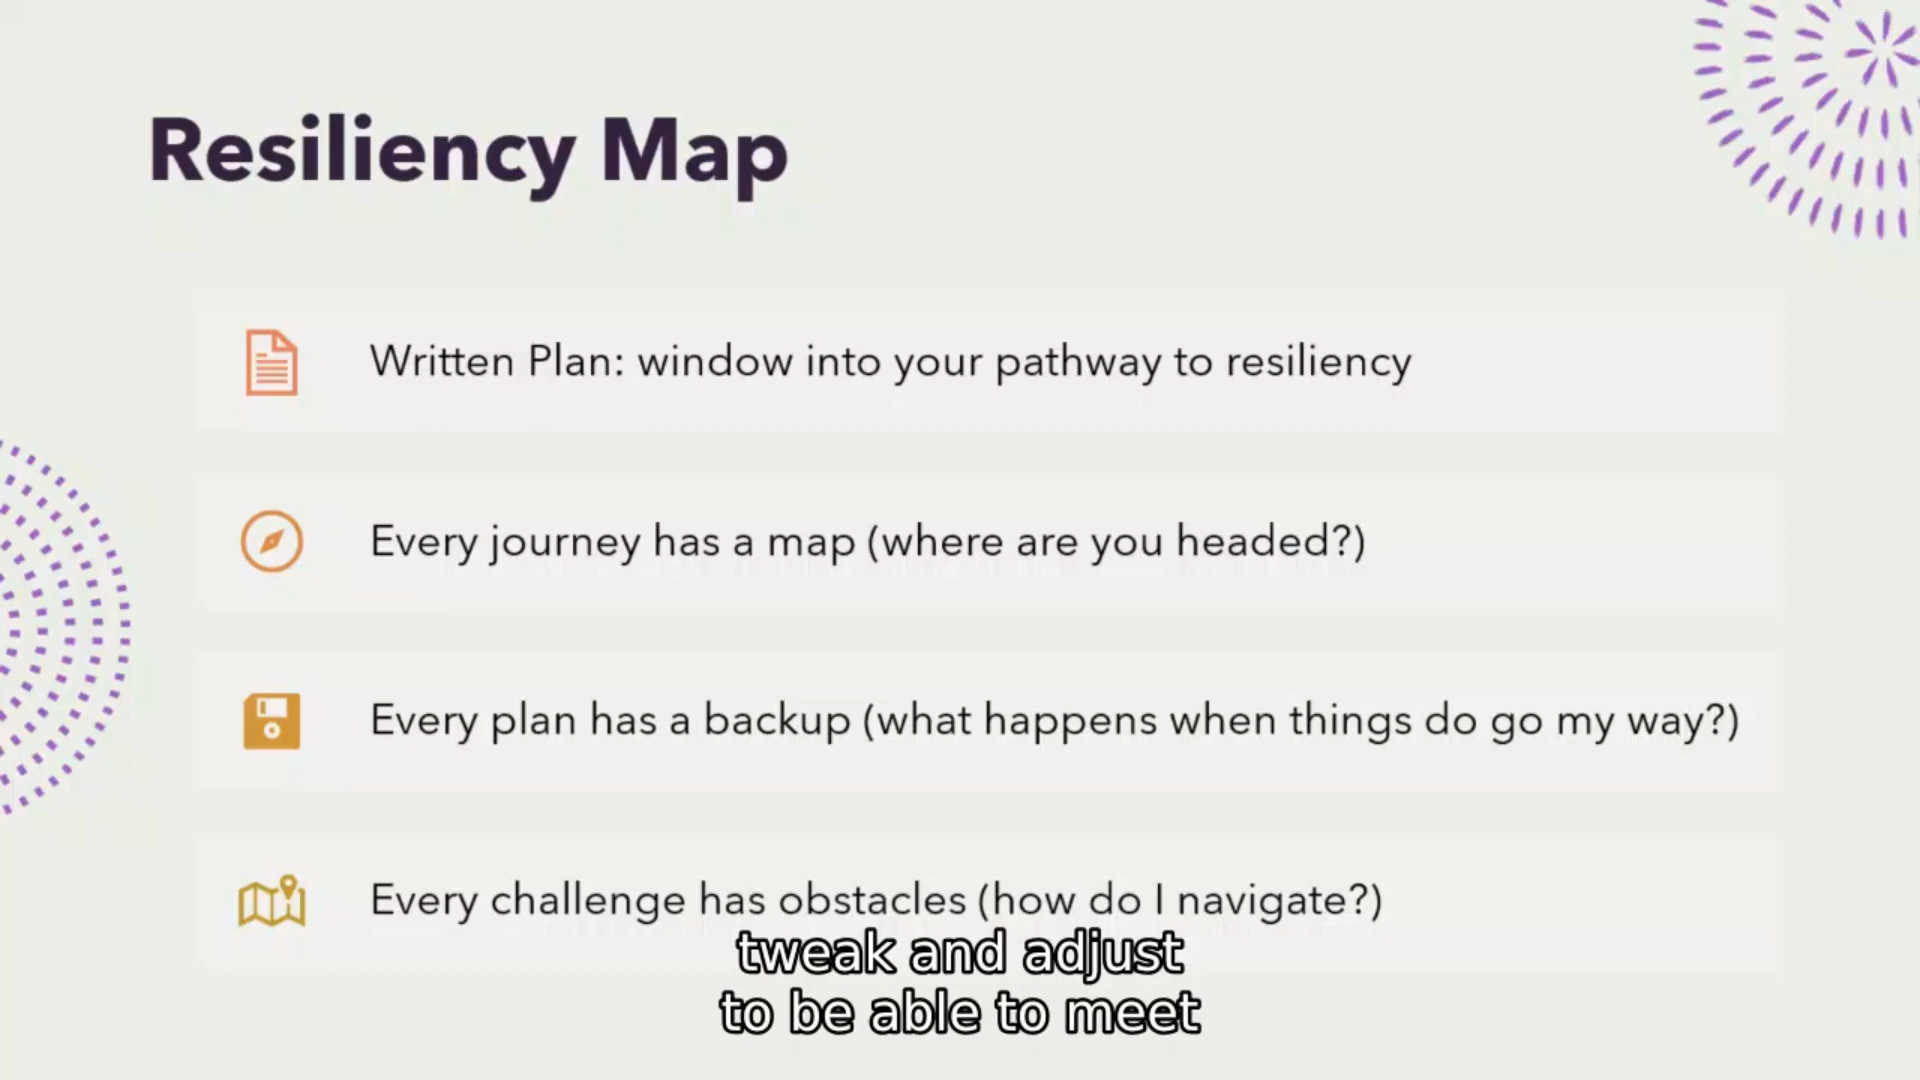 Resiliency Map
Written Plan: window into your pathway to resiliency
Every journey has a map (where are you headed?)
Every plan has a backup (what happens when things do go my way?)
Every challenge has obstacles (how do I navigate?)
tweak and adjust
to be able to meet